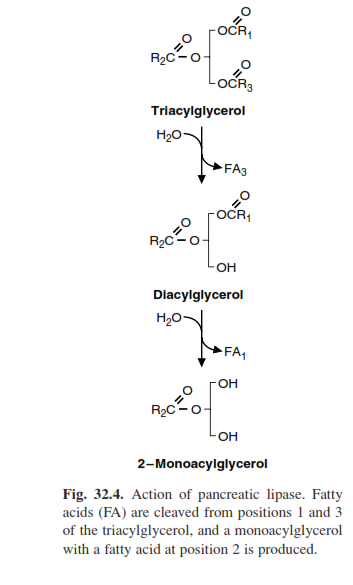 O
OCR₁
O
R₂C–O
O
OCR₃
Triacylglycerol
H₂O
FA₃
O
OCR₁
O
R₂C–O
OH
Diacylglycerol
H₂O
FA₁
OH
O
R₂C–O
OH
2–Monoacylglycerol
Fig. 32.4. Action of pancreatic lipase. Fatty
acids (FA) are cleaved from positions 1 and 3
of the triacylglycerol, and a monoacylglycerol
with a fatty acid at position 2 is produced.